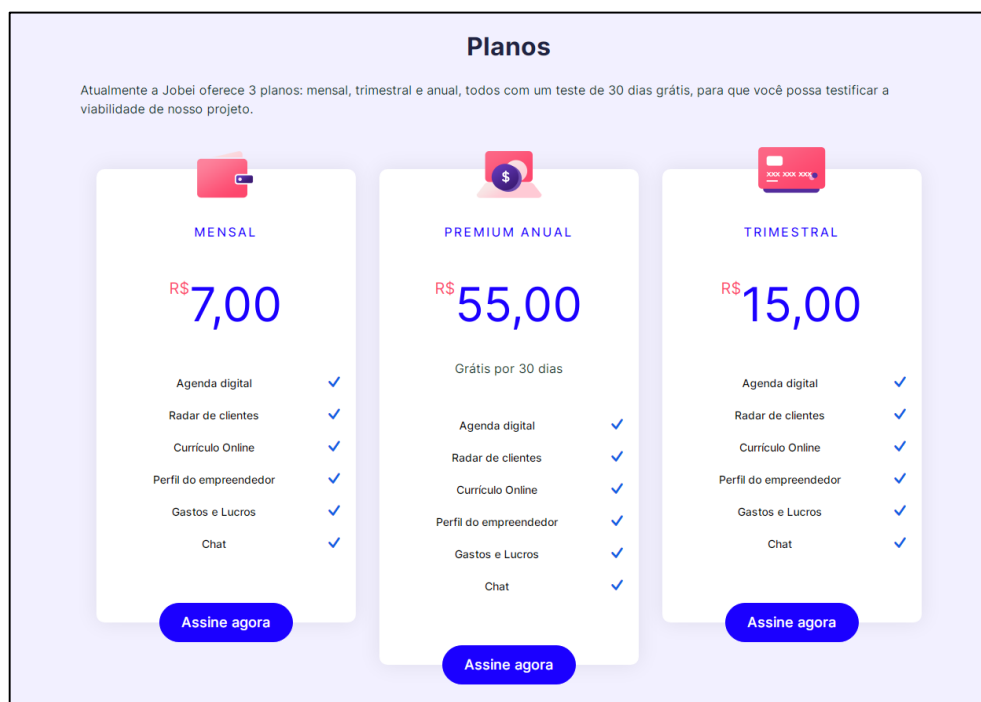 Planos
Atualmente a Jobei oferece 3 planos: mensal, trimestral e anual, todos com um teste de 30 dias grátis, para que você possa testificar a
viabilidade de nosso projeto.
MENSAL
R$7,00
Agenda digital
Radar de clientes
Currículo Online
Perfil do empreendedor
Gastos e Lucros
Chat
Assine agora
$
PREMIUM ANUAL
R$55,00
Grátis por 30 dias
Agenda digital
Radar de clientes
Currículo Online
Perfil do empreendedor
Gastos e Lucros
Chat
Assine agora
xxx xxx xxx
TRIMESTRAL
R$15,00
Agenda digital
Radar de clientes
Currículo Online
Perfil do empreendedor
Gastos e Lucros
Chat
Assine agora